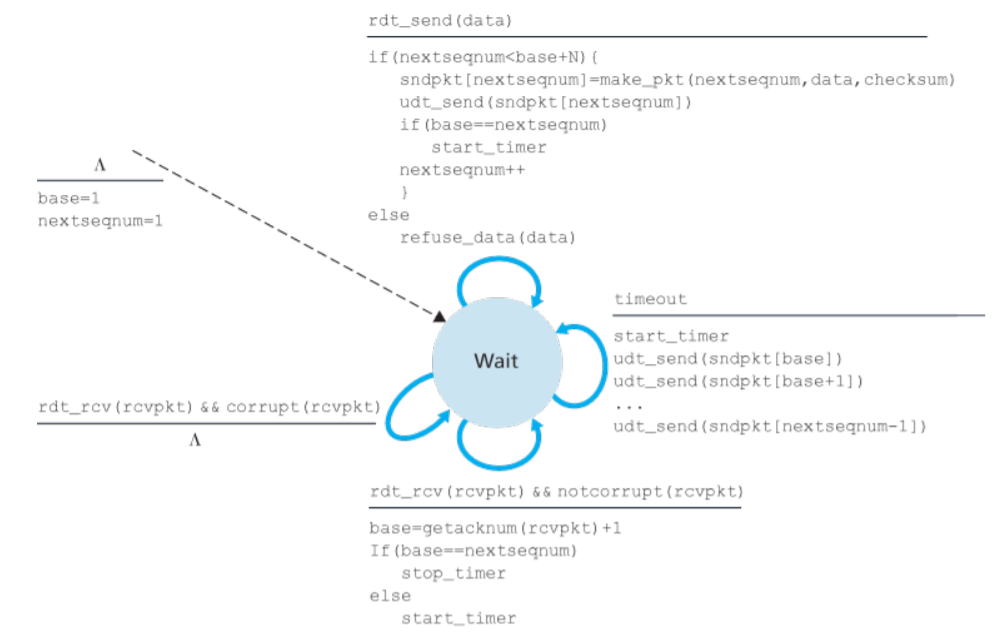 rdt_send(data)
if(nextseqnum<base+N){
sndpkt[nextseqnum]=make_pkt(nextseqnum,data,checksum)
udt_send(sndpkt[nextseqnum])
if(base==nextseqnum)
start_timer
nextseqnum++
}
else
refuse_data(data)
Λ
base=1
nextseqnum=1
Wait
timeout
start_timer
udt_send(sndpkt[base])
udt_send(sndpkt[base+1])
...
udt_send(sndpkt[nextseqnum-1])
rdt_rcv(rcvpkt) && corrupt(rcvpkt)
Λ
rdt_rcv(rcvpkt) && notcorrupt(rcvpkt)
base=getacknum(rcvpkt)+1
If(base==nextseqnum)
stop_timer
else
start_timer